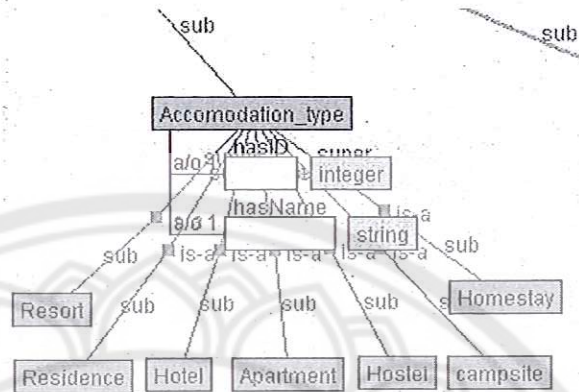 sub
sub
Accomodation_type
hasID
super
a/o 1
integer
hasName
is-a
a/o 1
string
is-a is-a is-a is-a is-a
sub
sub
sub
sub
sub
sub
Resort
Homestay
Residence
Hotel
Apartment
Hostel
campsite